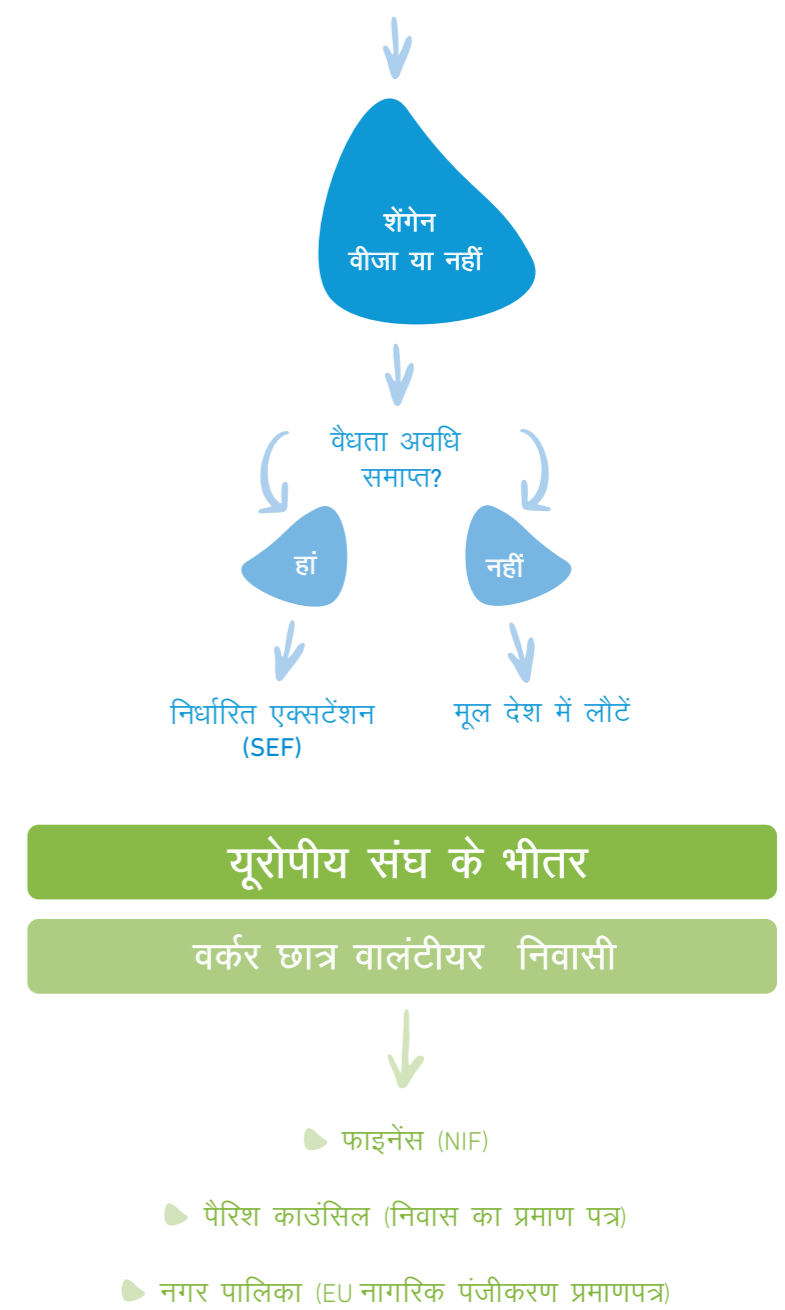 शेंगेन
वीजा या नहीं
वैधता अवधि
समाप्त?
हां
नहीं
निर्धारित एक्सटेंशन
(SEF)
मूल देश में लौटें
यूरोपीय संघ के भीतर
वर्कर छात्र वालंटीयर निवासी
फाइनेंस (NIF)
पैरिश काउंसिल (निवास का प्रमाण पत्र)
नगर पालिका (EU नागरिक पंजीकरण प्रमाणपत्र)